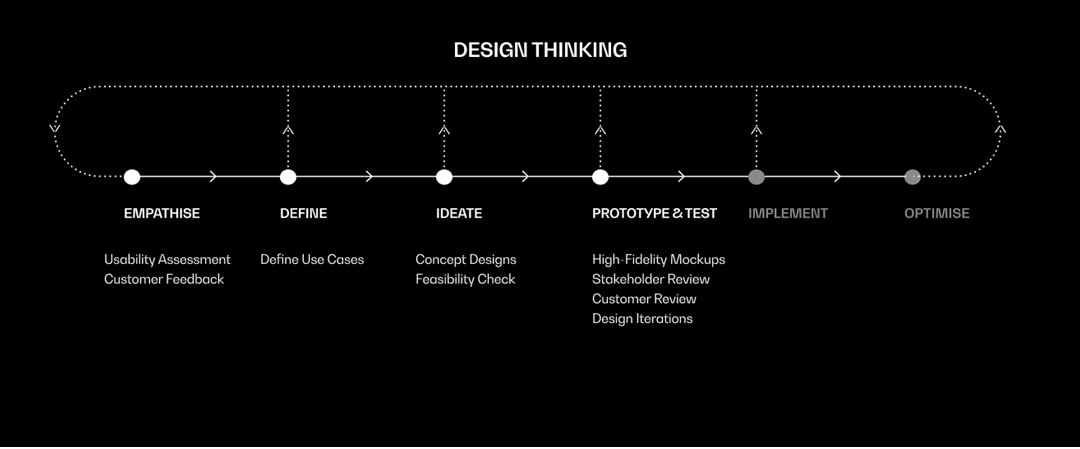 DESIGN THINKING
EMPATHISE
DEFINE
IDEATE
PROTOTYPE & TEST
IMPLEMENT
OPTIMISE
Usability Assessment
Customer Feedback
Define Use Cases
Concept Designs
Feasibility Check
High-Fidelity Mockups
Stakeholder Review
Customer Review
Design Iterations